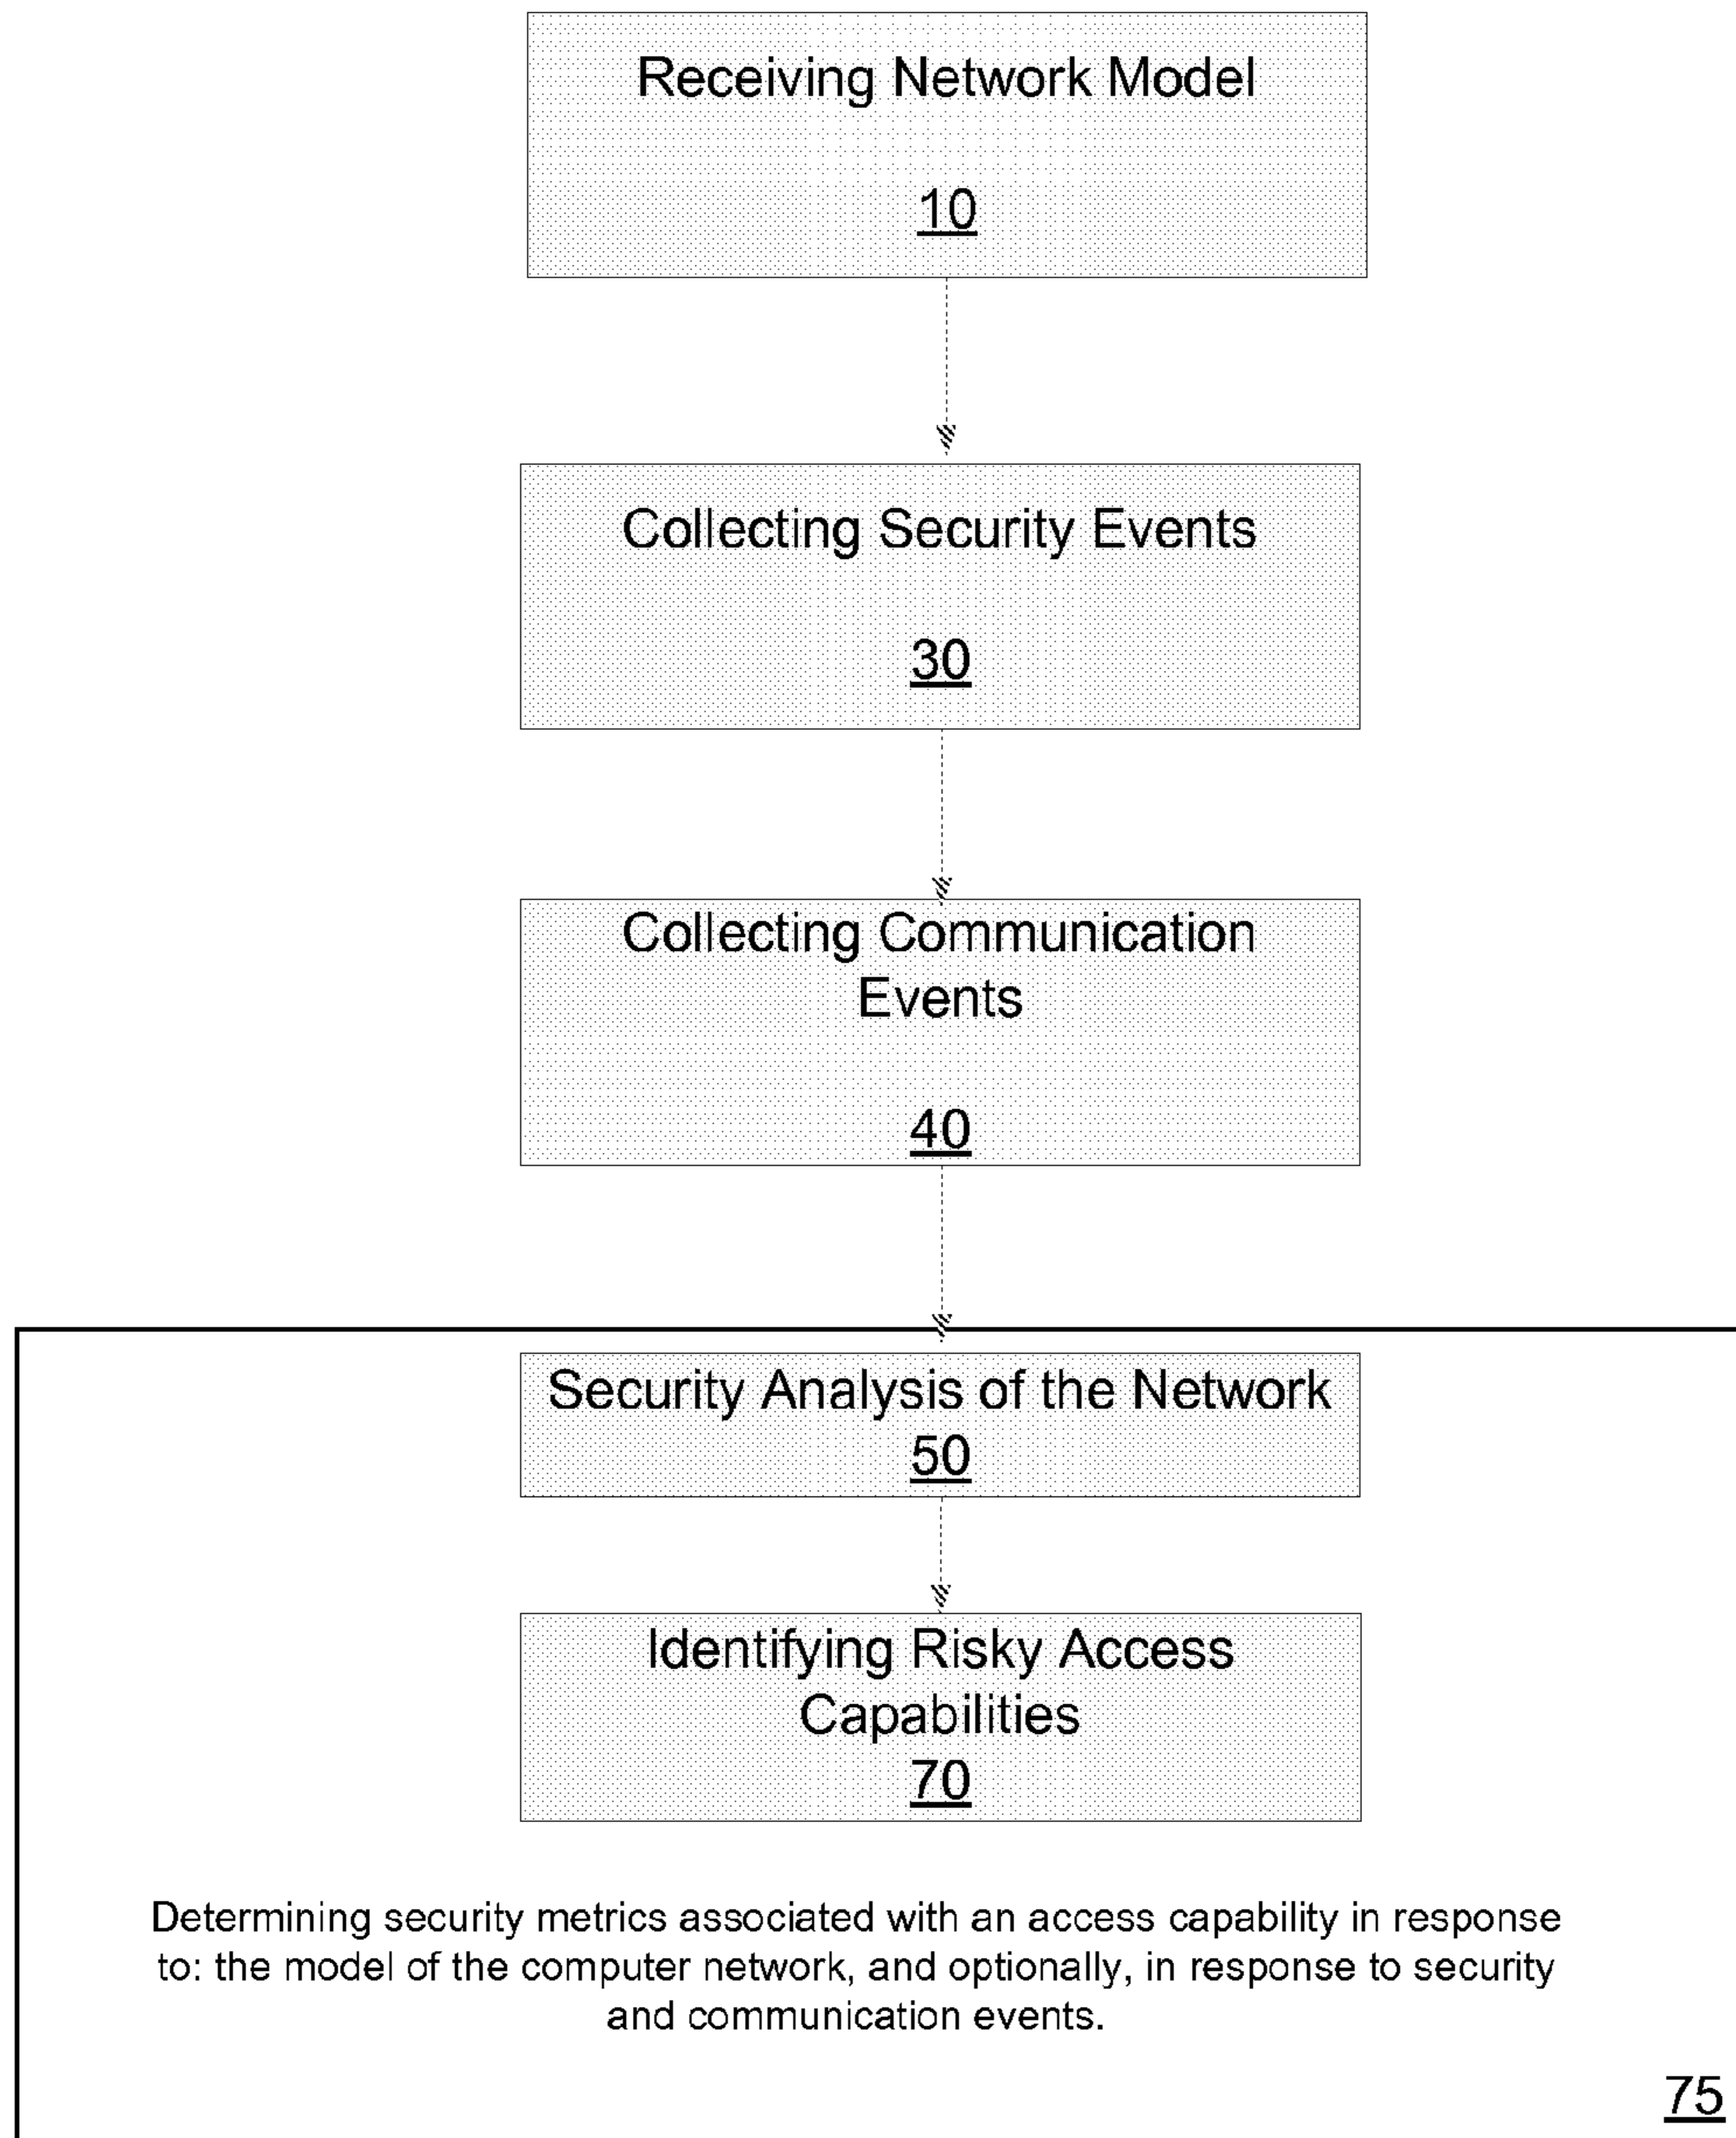 Receiving Network Model
10
Collecting Security Events
30
Collecting Communication
Events
40
Security Analysis of the Network
50
Identifying Risky Access
Capabilities
70
Determining security metrics associated with an access capability in response
to: the model of the computer network, and optionally, in response to security
and communication events.
75